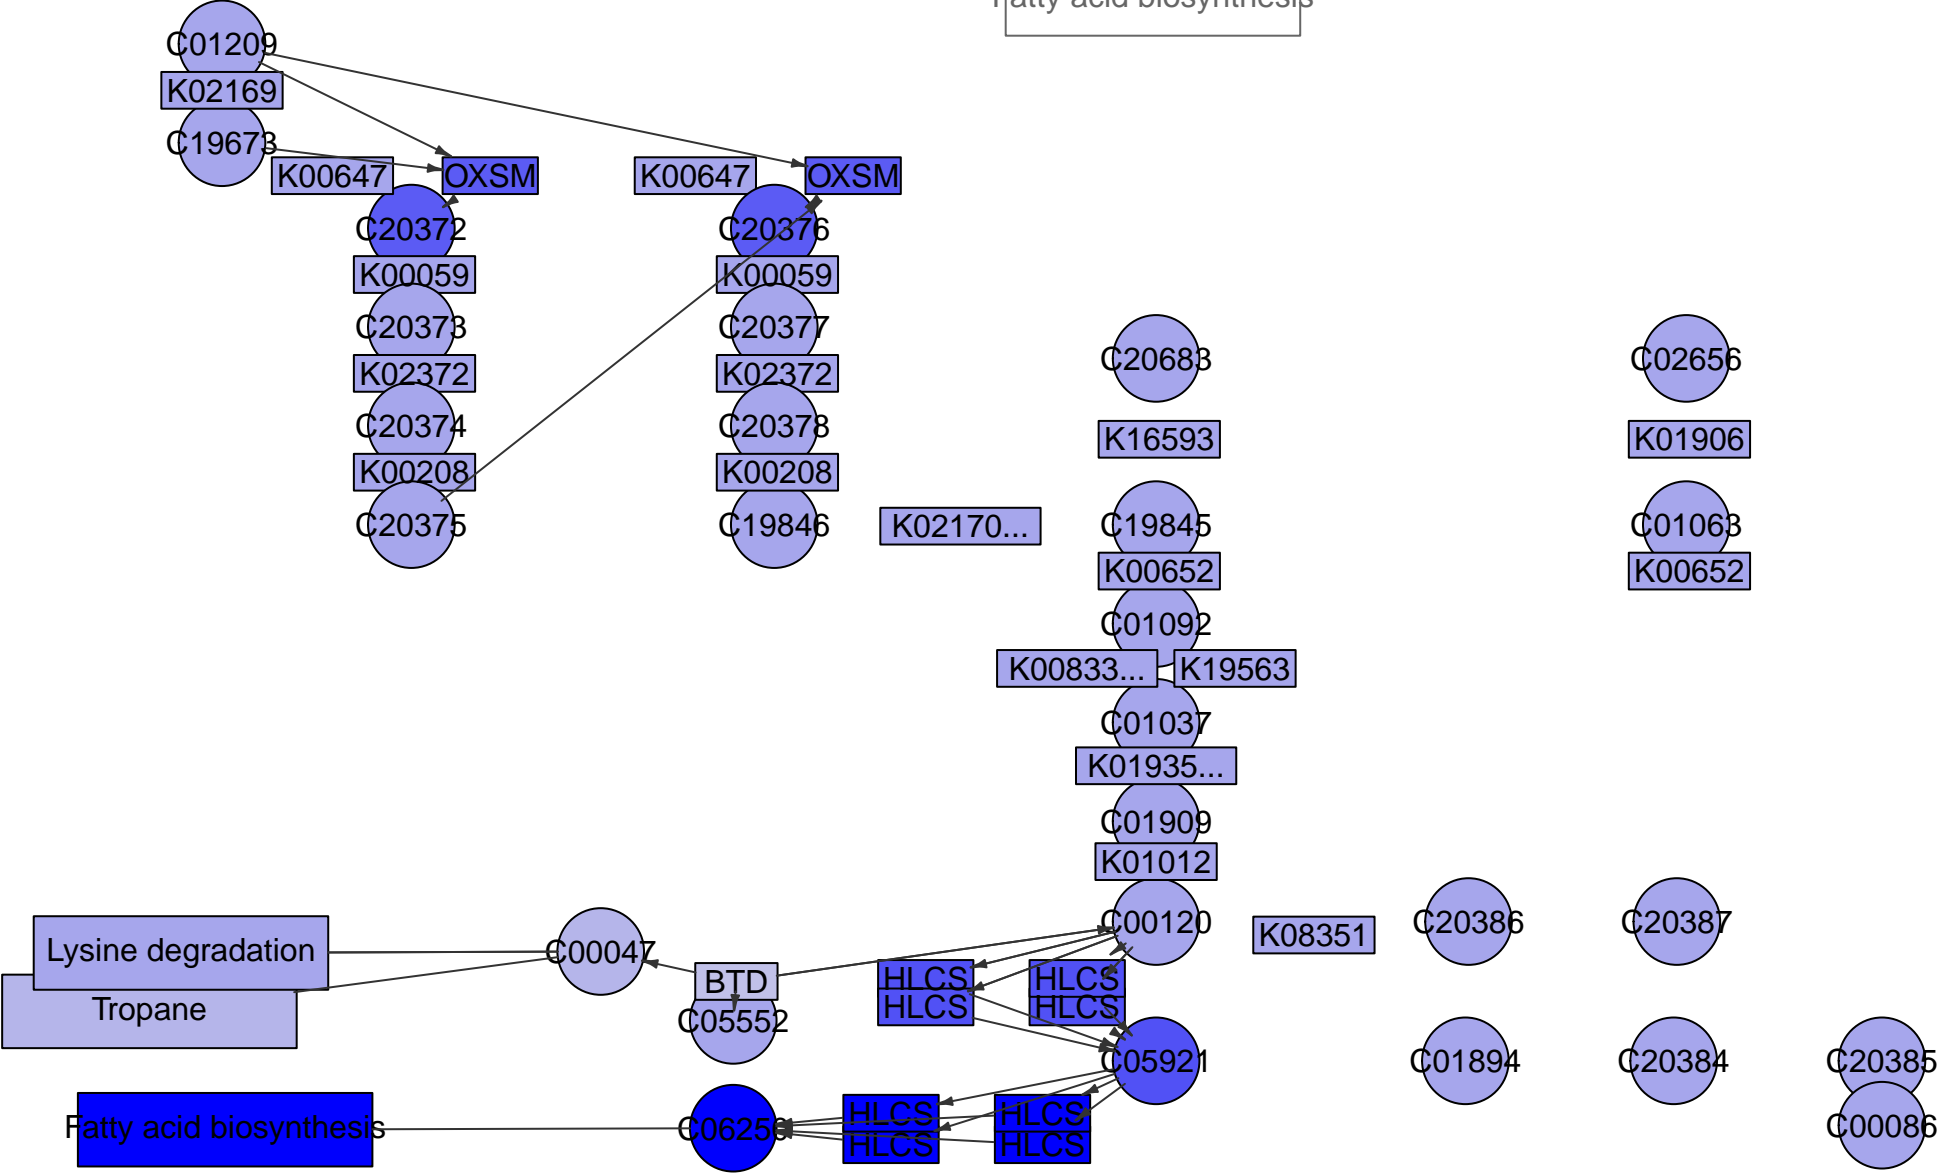 Fatty acid biosynthesis
C01209
K02169
C19673
K00647
OXSM
K00647
OXSM
C20372
C20376
K00059
K00059
C20373
C20377
C20683
C02656
K02372
K02372
C20374
C20378
K16593
K01906
K00208
K00208
C20375
C19846
K02170...
C19845
C01063
K00652
K00652
C01092
K00833...
K19563
C01037
K01935...
C01909
K01012
C00120
K08351
C20386
C20387
Lysine degradation
C00047
BTD
HLCS
HLCS
Tropane
HLCS
HLCS
C05552
C05921
C01894
C20384
C20385
Fatty acid biosynthesis
C06250
HLCS
HLCS
C00086
HLCS
HLCS